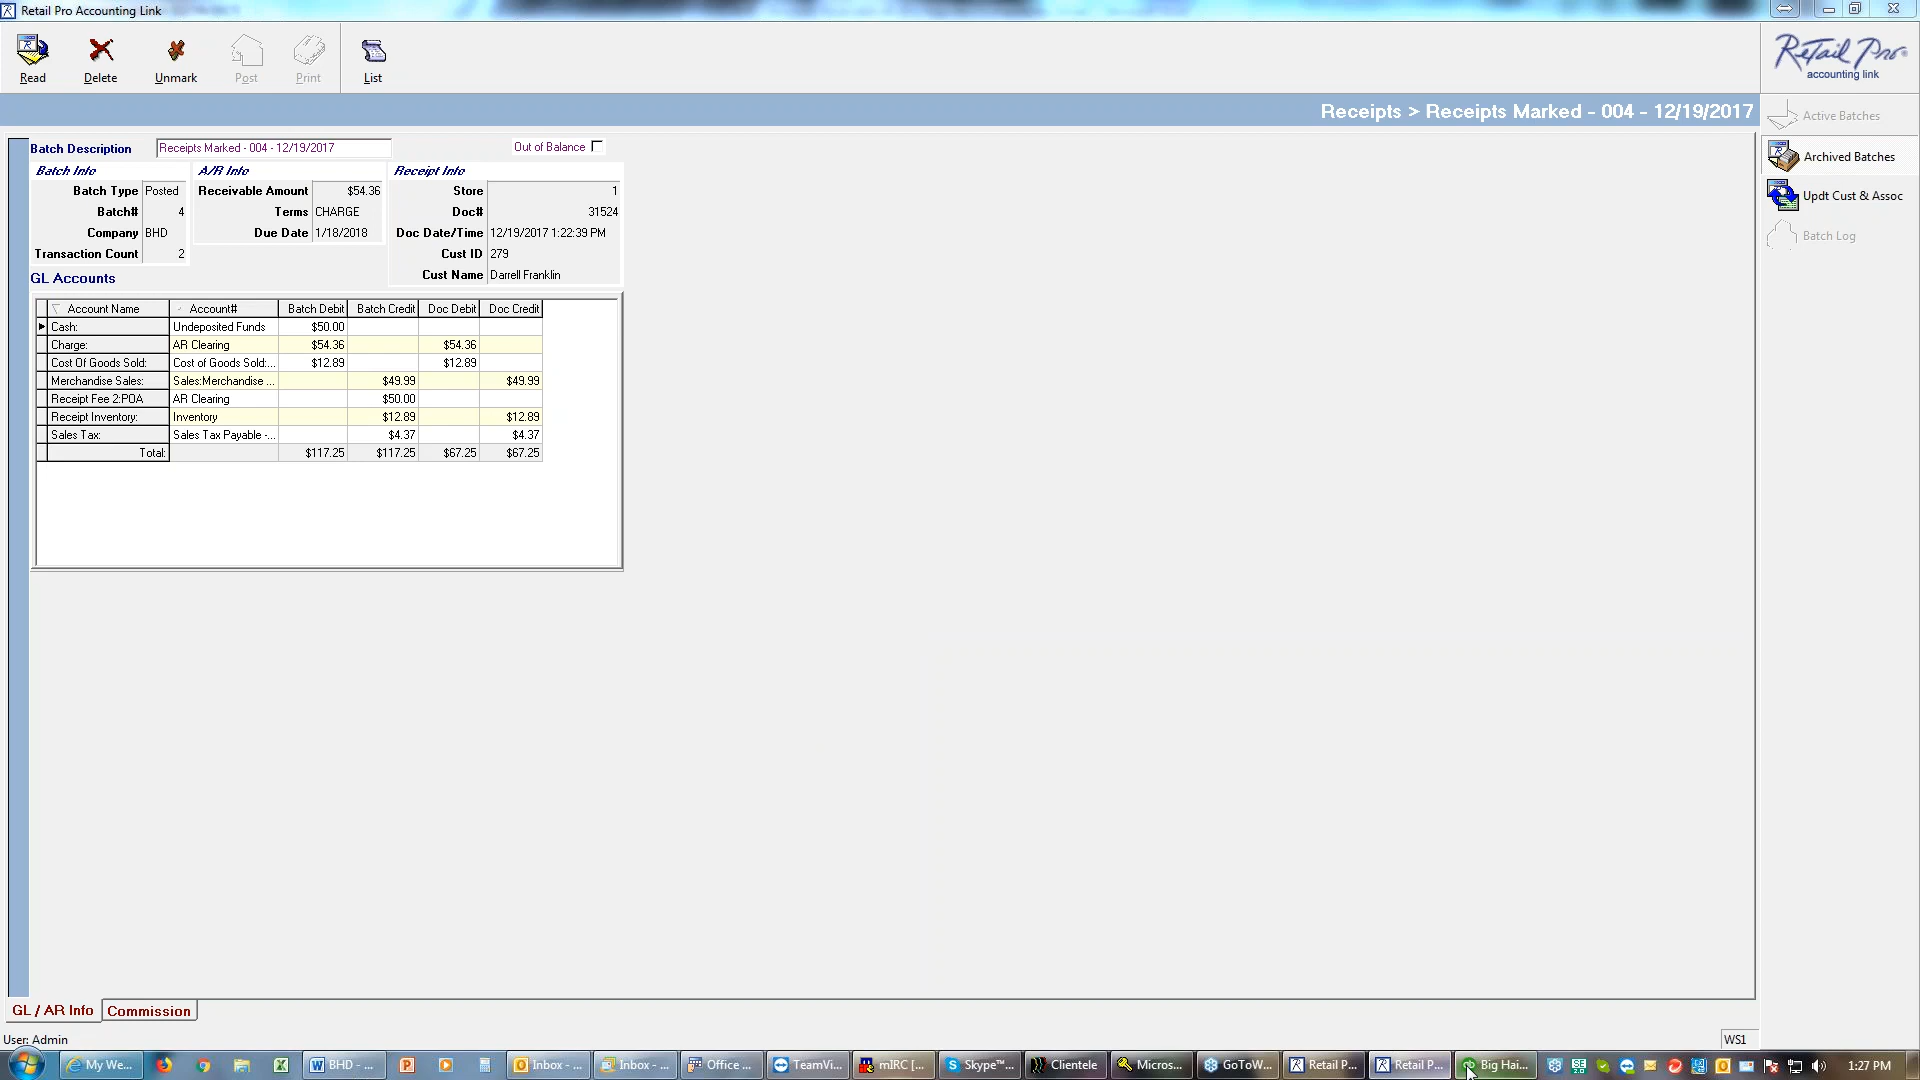 Retail Pro Accounting Link
Read
Delete
Unmark
Post
Print
List
Retail Pro®
accounting link
Receipts > Receipts Marked - 004 - 12/19/2017
Active Batches
Archived Batches
Updt Cust & Assoc
Batch Log
Batch Description Receipts Marked - 004 - 12/19/2017 Out of Balance
Batch Info A/R Info Receipt Info
Batch Type Posted Receivable Amount $54.36 Store 1
Batch# 4 Terms CHARGE Doc# 31524
Company BHD Due Date 1/18/2018 Doc Date/Time 12/19/2017 1:22:39 PM
Transaction Count 2 Cust ID 279
Cust Name Darrell Franklin
GL Accounts
Account Name Account# Batch Debit Batch Credit Doc Debit Doc Credit
Cash: Undeposited Funds $50.00
Charge: AR Clearing $54.36 $54.36
Cost Of Goods Sold: Cost of Goods Sold:... $12.89 $12.89
Merchandise Sales: Sales:Merchandise ... $49.99 $49.99
Receipt Fee 2:POA AR Clearing $50.00
Receipt Inventory: Inventory $12.89 $12.89
Sales Tax: Sales Tax Payable -... $4.37 $4.37
Total: $117.25 $117.25 $67.25 $67.25
GL / AR Info Commission
User: Admin WS1
My We... BHD - ... Inbox - ... Inbox - ... Office ... TeamVi... mIRC [... Skype™... Clientele Micros... GoToW... Retail P... Retail P... Big Hai... 1:27 PM